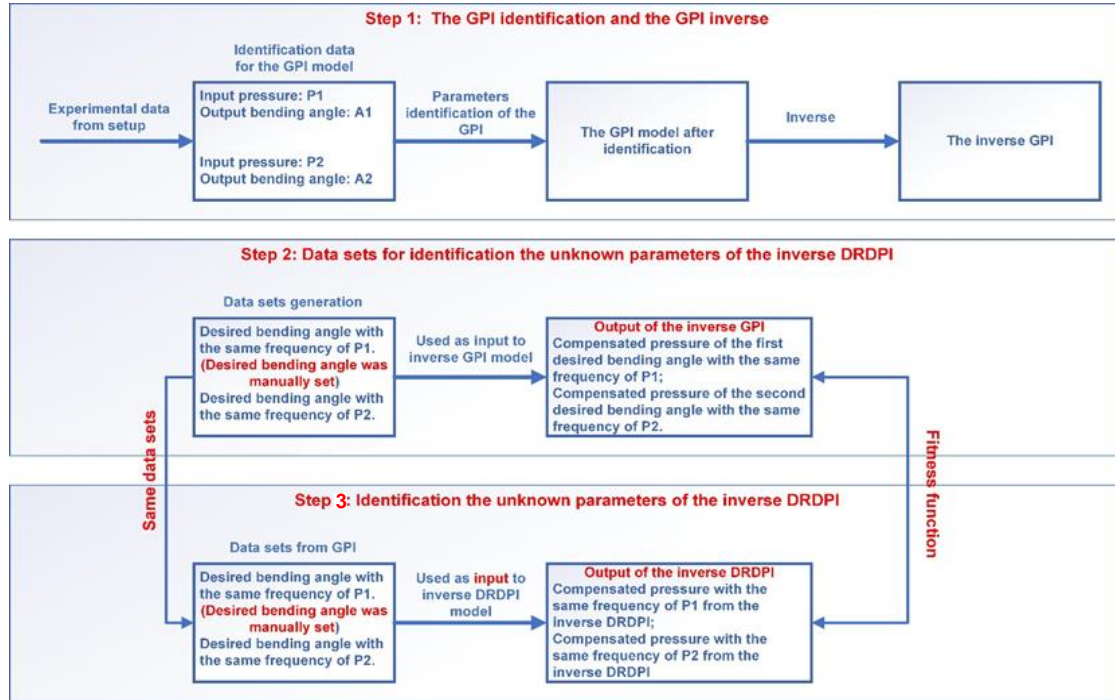 Step 1: The GPI identification and the GPI inverse
Identification data
for the GPI model
Experimental data
from setup
Input pressure: P1
Output bending angle: A1
Input pressure: P2
Output bending angle: A2
Parameters
identification of the
GPI
The GPI model after
identification
Inverse
The inverse GPI
Step 2: Data sets for identification the unknown parameters of the inverse DRDPI
Data sets generation
Desired bending angle with
the same frequency of P1.
(Desired bending angle was
manually set)
Desired bending angle with
the same frequency of P2.
Used as input to
inverse GPI model
Output of the inverse GPI
Compensated pressure of the first
desired bending angle with the same
frequency of P1;
Compensated pressure of the second
desired bending angle with the same
frequency of P2.
Same data sets
Fitness function
Step 3: Identification the unknown parameters of the inverse DRDPI
Data sets from GPI
Desired bending angle with
the same frequency of P1.
(Desired bending angle was
manually set)
Desired bending angle with
the same frequency of P2.
Used as input to
inverse DRDPI
model
Output of the inverse DRDPI
Compensated pressure with the
same frequency of P1 from the
inverse DRDPI;
Compensated pressure with the
same frequency of P2 from the
inverse DRDPI